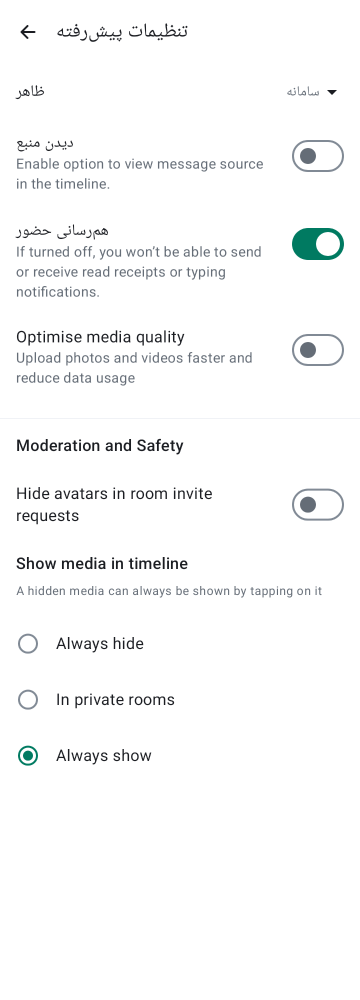 تنظیمات پیش‌رفته
ظاهر
سامانه
دیدن منبع
Enable option to view message source
in the timeline.
هم‌رسانی حضور
If turned off, you won’t be able to send
or receive read receipts or typing
notifications.
Optimise media quality
Upload photos and videos faster and
reduce data usage
Moderation and Safety
Hide avatars in room invite
requests
Show media in timeline
A hidden media can always be shown by tapping on it
Always hide
In private rooms
Always show